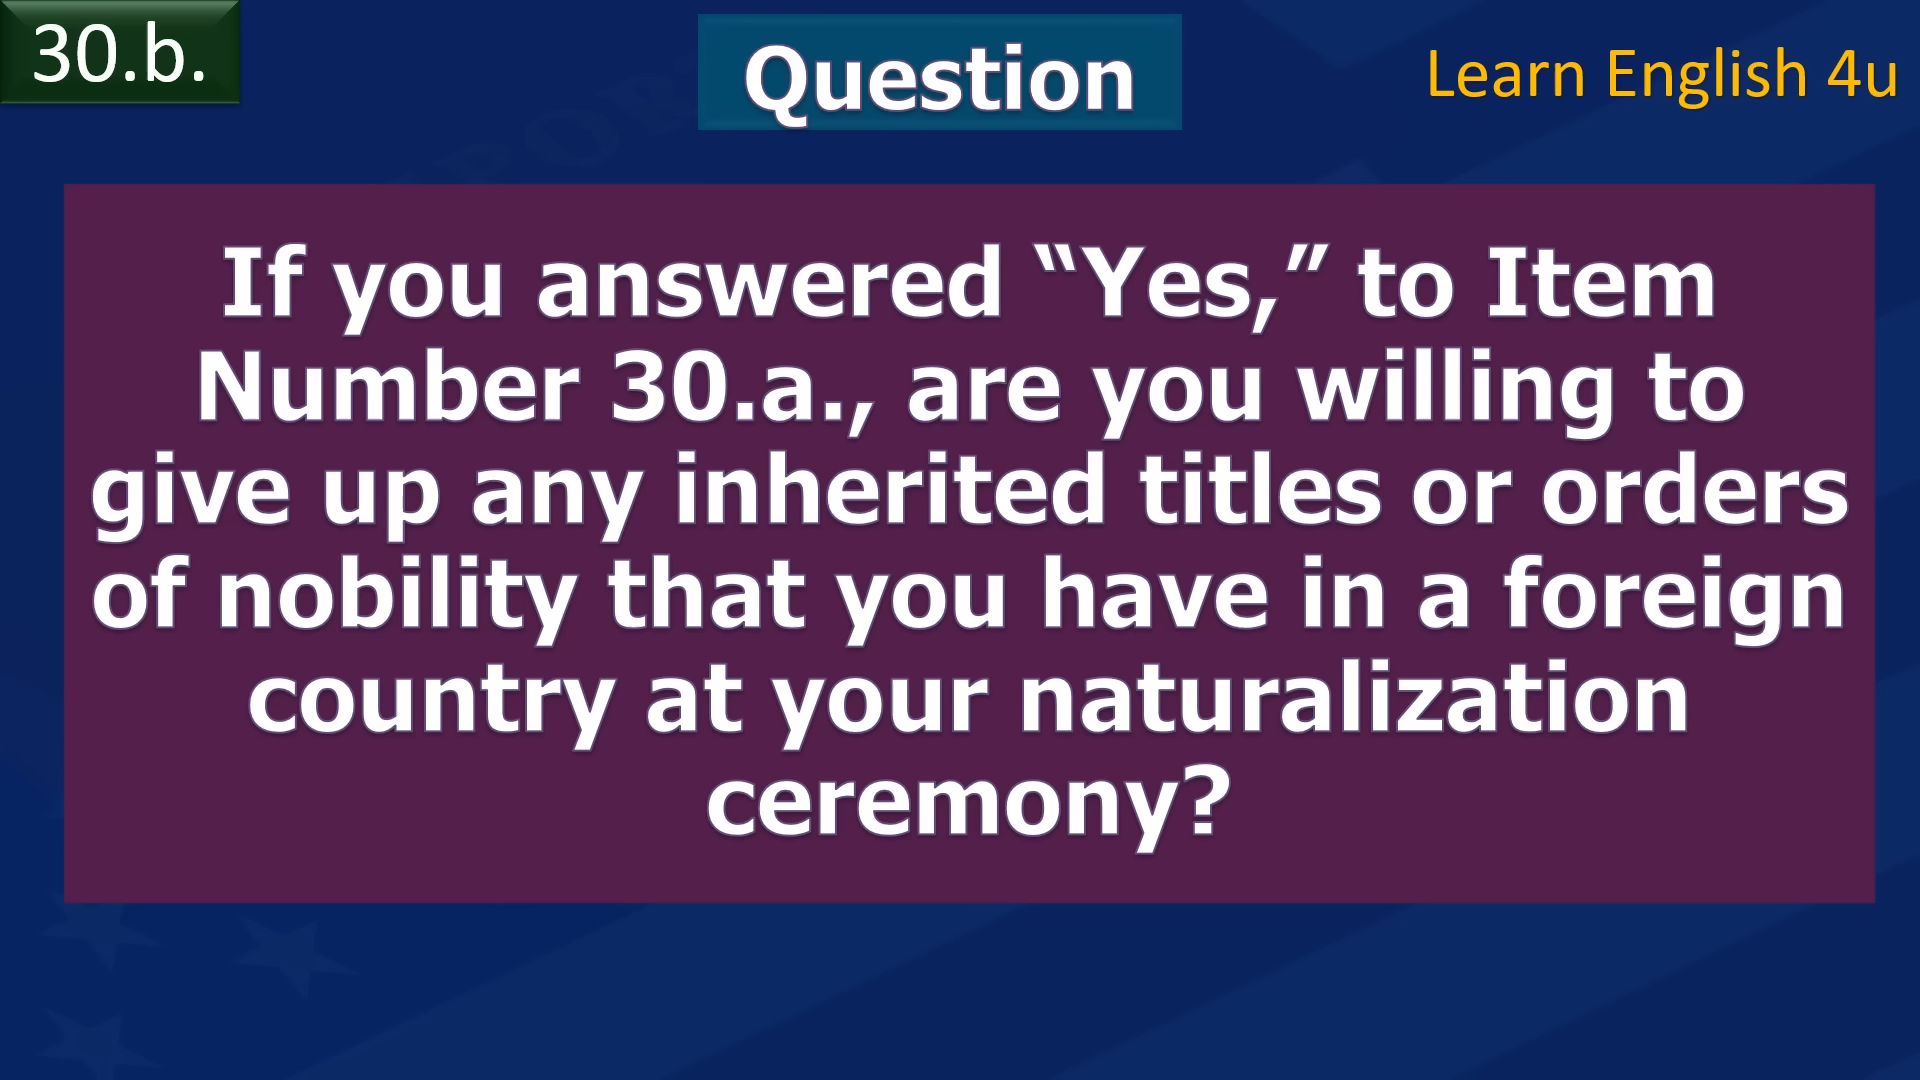 30.b.
Question
Learn English 4u
If you answered “Yes,” to Item
Number 30.a., are you willing to
give up any inherited titles or orders
of nobility that you have in a foreign
country at your naturalization
ceremony?